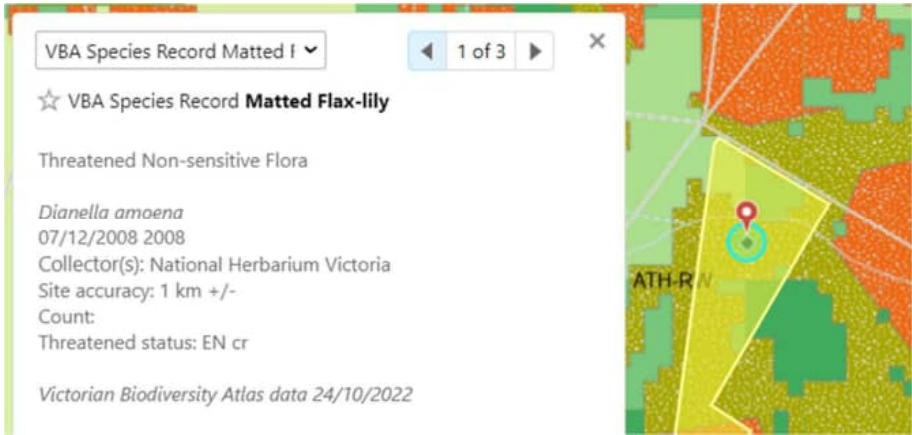 VBA Species Record Matted F
1 of 3
VBA Species Record Matted Flax-lily
Threatened Non-sensitive Flora
Dianella amoena
07/12/2008 2008
Collector(s): National Herbarium Victoria
Site accuracy: 1 km +/-
Count:
Threatened status: EN cr
Victorian Biodiversity Atlas data 24/10/2022
ATH-RW